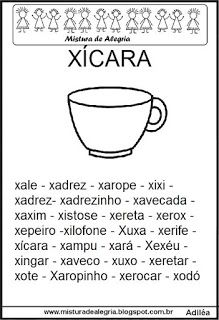 Mistura de Alegria
XÍCARA
xale - xadrez - xarope - xixi -
xadrez- xadrezinho - xavecada -
xaxim - xistose - xereta - xerox -
xepeiro -xilofone - Xuxa - xerife -
xícara - xampu - xará - Xexéu -
xingar - xaveco - xuxo - xeretar -
xote - Xaropinho - xerocar - xodó
www.misturadealegria.blogspot.com.br
Adiléa